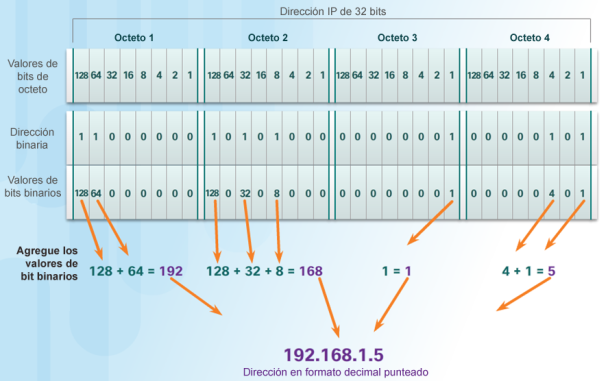 Dirección IP de 32 bits
Octeto 1 Octeto 2 Octeto 3 Octeto 4
Valores de bits de octeto 128 64 32 16 8 4 2 1 128 64 32 16 8 4 2 1 128 64 32 16 8 4 2 1 128 64 32 16 8 4 2 1
Dirección binaria 1 1 0 0 0 0 0 0 1 0 1 0 1 0 0 0 0 0 0 0 0 0 0 1 0 0 0 0 0 1 0 1
Valores de bits binarios 128 64 0 0 0 0 0 0 128 0 32 0 8 0 0 0 0 0 0 0 0 0 0 1 0 0 0 0 0 4 0 1
Agregue los valores de bit binarios
128 + 64 = 192 128 + 32 + 8 = 168 1 = 1 4 + 1 = 5
192.168.1.5
Dirección en formato decimal punteado